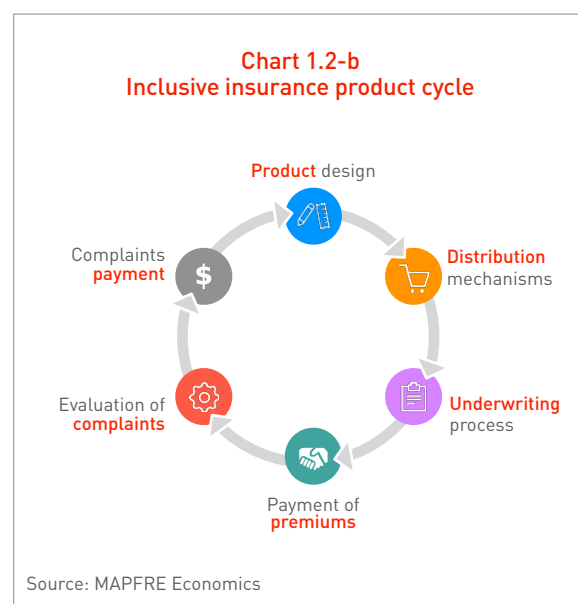 Chart 1.2-b
Inclusive insurance product cycle
Product design
Distribution
mechanisms
Underwriting
process
Payment of
premiums
Evaluation of
complaints
Complaints
payment
$
Source: MAPFRE Economics